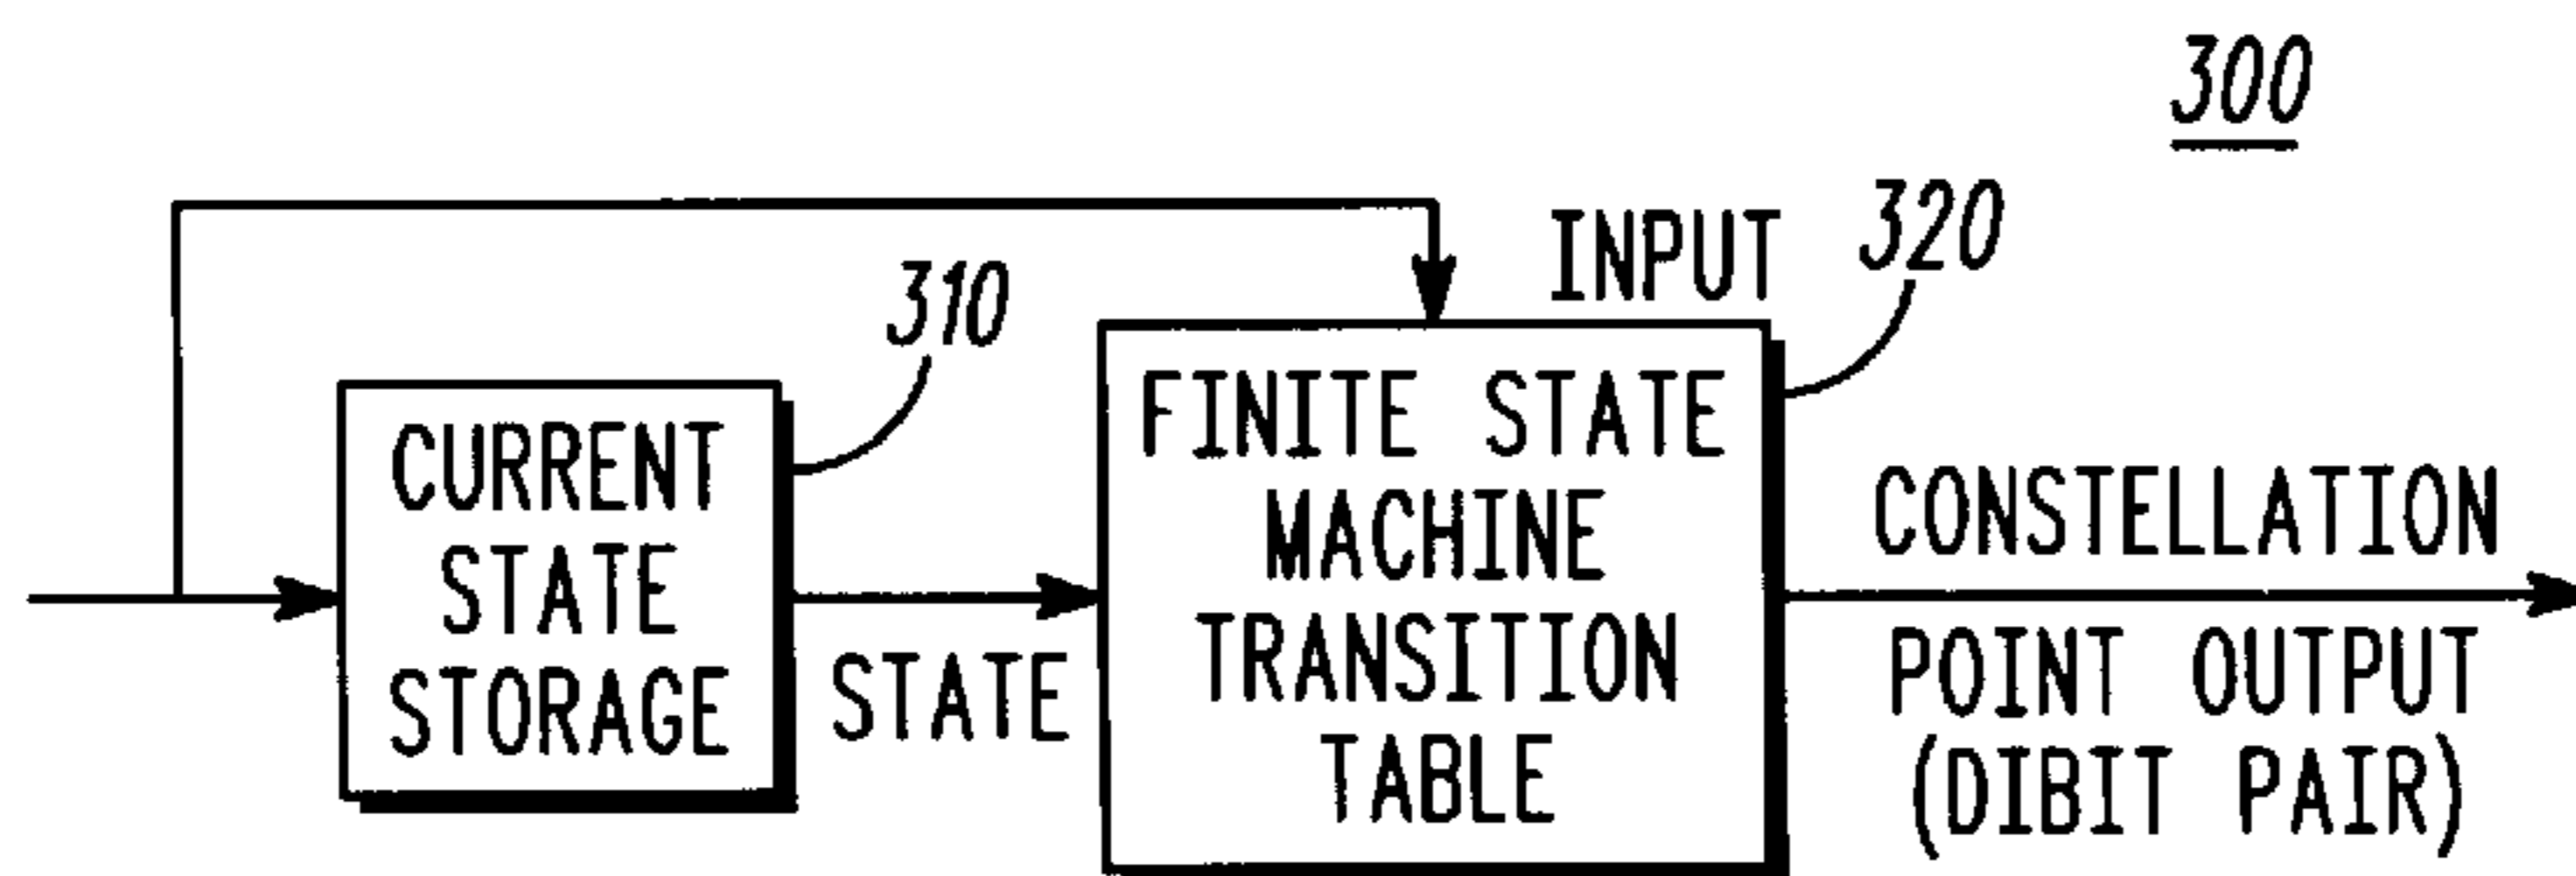 300
INPUT
320
310
CURRENT
STATE
STORAGE
STATE
FINITE STATE
MACHINE
TRANSITION
TABLE
CONSTELLATION
POINT OUTPUT
(DIBIT PAIR)